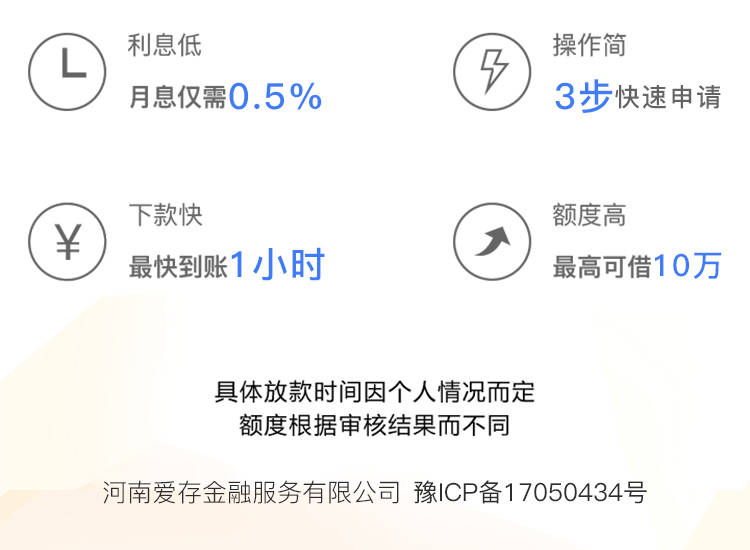 利息低
月息仅需0.5%
操作简
3步快速申请
下款快
最快到账1小时
额度高
最高可借10万
具体放款时间因个人情况而定
额度根据审核结果而不同
河南爱存金融服务有限公司 豫ICP备17050434号